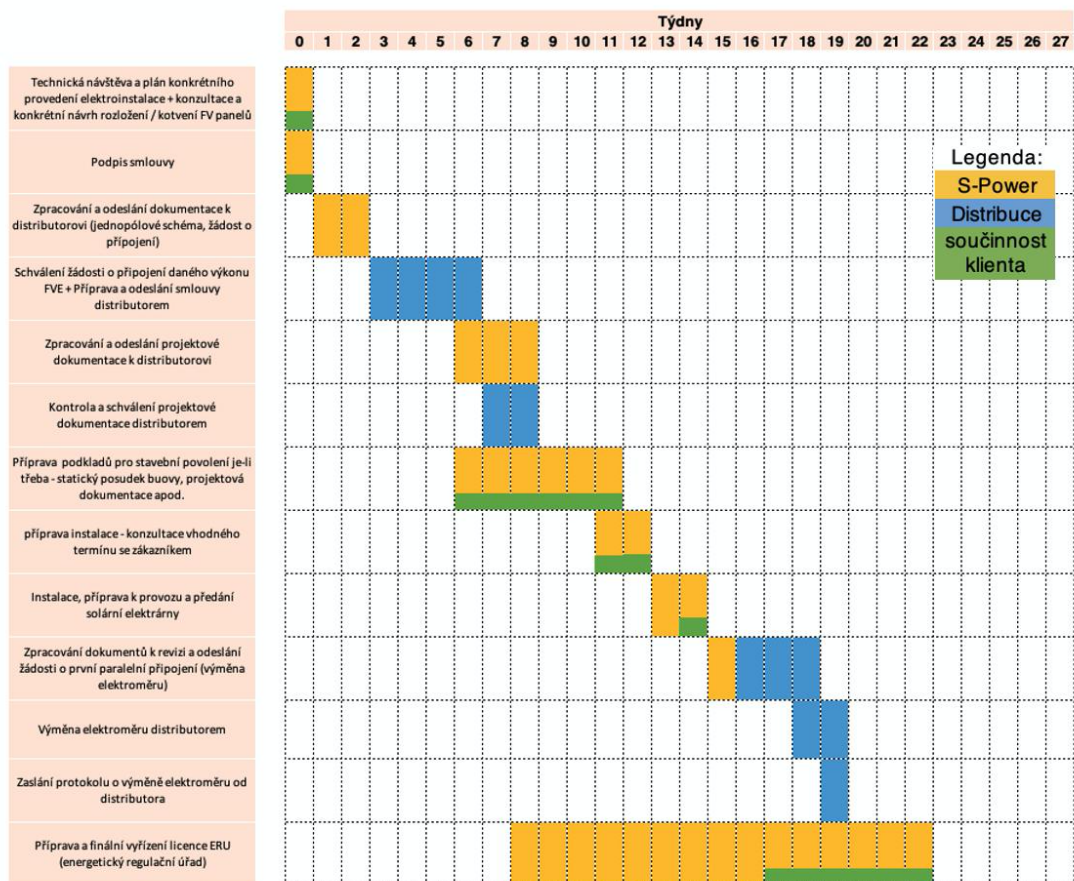 Týdny
0 1 2 3 4 5 6 7 8 9 10 11 12 13 14 15 16 17 18 19 20 21 22 23 24 25 26 27
Technická návštěva a plán konkrétního
provedení elektroinstalace + konzultace a
konkrétní návrh rozložení / kotvení FV panelů
Podpis smlouvy
Legenda:
S-Power
Distribuce
součinnost
klienta
Zpracování a odeslání dokumentace k
distributorovi (jednopólové schéma, žádost o
přípojení)
Schválení žádosti o připojení daného výkonu
FVE + Příprava a odeslání smlouvy
distributorem
Zpracování a odeslání projektové
dokumentace k distributorovi
Kontrola a schválení projektové
dokumentace distributorem
Příprava podkladů pro stavební povolení je-li
třeba - statický posudek buovy, projektová
dokumentace apod.
příprava instalace - konzultace vhodného
termínu se zákazníkem
Instalace, příprava k provozu a předání
solární elektrárny
Zpracování dokumentů k revizi a odeslání
žádosti o první paralelní připojení (výměna
elektroměru)
Výměna elektroměru distributorem
Zaslání protokolu o výměně elektroměru od
distributora
Příprava a finální vyřízení licence ERU
(energetický regulační úřad)